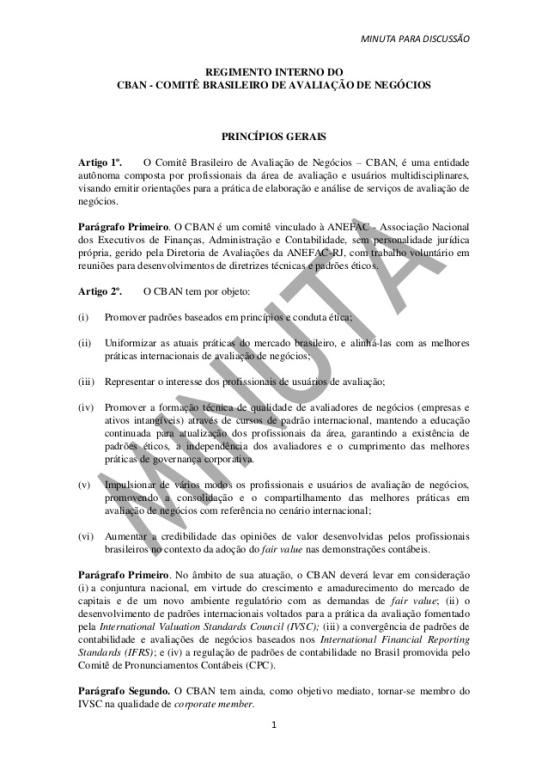 MINUTA PARA DISCUSSÃO
REGIMENTO INTERNO DO
CBAN - COMITÊ BRASILEIRO DE AVALIAÇÃO DE NEGÓCIOS
PRINCÍPIOS GERAIS
Artigo 1º. O Comitê Brasileiro de Avaliação de Negócios – CBAN, é uma entidade
autônoma composta por profissionais da área de avaliação e usuários multidisciplinares,
visando emitir orientações para a prática de elaboração e análise de serviços de avaliação de
negócios.
Parágrafo Primeiro. O CBAN é um comitê vinculado à ANEFAC - Associação Nacional
dos Executivos de Finanças, Administração e Contabilidade, sem personalidade jurídica
própria, gerido pela Diretoria de Avaliações da ANEFAC-RJ, com trabalho voluntário em
reuniões para desenvolvimentos de diretrizes técnicas e padrões éticos.
Artigo 2º. O CBAN tem por objeto:
(i) Promover padrões baseados em princípios e conduta ética;
(ii) Uniformizar as atuais práticas do mercado brasileiro, e alinhá-las com as melhores
práticas internacionais de avaliação de negócios;
(iii) Representar o interesse dos profissionais de usuários de avaliação;
(iv) Promover a formação técnica de qualidade de avaliadores de negócios (empresas e
ativos intangíveis) através de cursos de padrão internacional, mantendo a educação
continuada para atualização dos profissionais da área, garantindo a existência de
padrões éticos, a independência dos avaliadores e o cumprimento das melhores
práticas de governança corporativa.
(v) Impulsionar de vários modos os profissionais e usuários de avaliação de negócios,
promovendo a consolidação e o compartilhamento das melhores práticas em
avaliação de negócios com referência no cenário internacional;
(vi) Aumentar a credibilidade das opiniões de valor desenvolvidas pelos profissionais
brasileiros no contexto da adoção do fair value nas demonstrações contábeis.
Parágrafo Primeiro. No âmbito de sua atuação, o CBAN deverá levar em consideração
(i) a conjuntura nacional, em virtude do crescimento e amadurecimento do mercado de
capitais e de um novo ambiente regulatório com as demandas de fair value; (ii) o
desenvolvimento de padrões internacionais voltados para a prática da avaliação fomentado
pela International Valuation Standards Council (IVSC); (iii) a convergência de padrões de
contabilidade e avaliações de negócios baseados nos International Financial Reporting
Standards (IFRS); e (iv) a regulação de padrões de contabilidade no Brasil promovida pelo
Comitê de Pronunciamentos Contábeis (CPC).
Parágrafo Segundo. O CBAN tem ainda, como objetivo mediato, tornar-se membro do
IVSC na qualidade de corporate member.
1
MINUTA